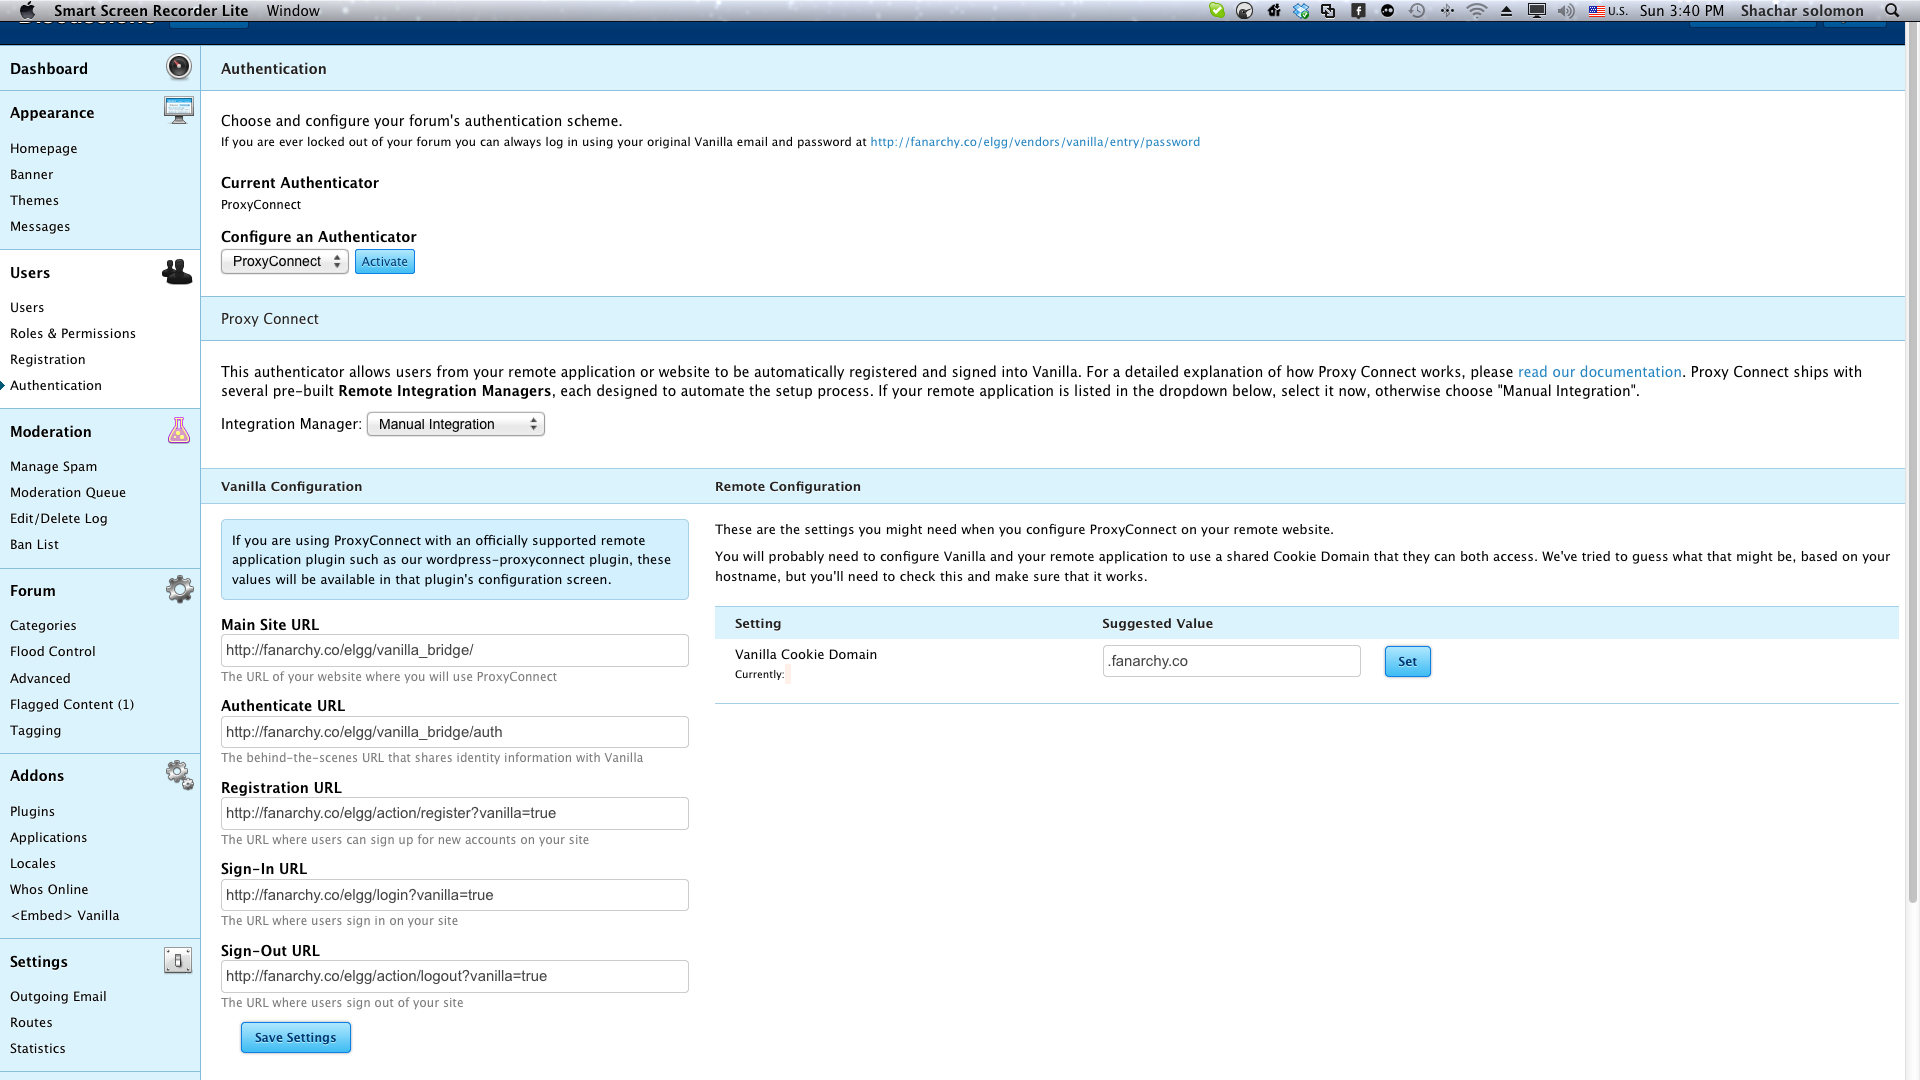 Smart Screen Recorder Lite Window
U.S. Sun 3:40 PM Shachar solomon
Dashboard
Appearance
Homepage
Banner
Themes
Messages
Users
Users
Roles & Permissions
Registration
Authentication
Moderation
Manage Spam
Moderation Queue
Edit/Delete Log
Ban List
Forum
Categories
Flood Control
Advanced
Flagged Content (1)
Tagging
Addons
Plugins
Applications
Locales
Whos Online
<Embed> Vanilla
Settings
Outgoing Email
Routes
Statistics
Authentication
Choose and configure your forum's authentication scheme.
If you are ever locked out of your forum you can always log in using your original Vanilla email and password at http://fanarchy.co/elgg/vendors/vanilla/entry/password
Current Authenticator
ProxyConnect
Configure an Authenticator
ProxyConnect Activate
Proxy Connect
This authenticator allows users from your remote application or website to be automatically registered and signed into Vanilla. For a detailed explanation of how Proxy Connect works, please read our documentation. Proxy Connect ships with
several pre-built Remote Integration Managers, each designed to automate the setup process. If your remote application is listed in the dropdown below, select it now, otherwise choose "Manual Integration".
Integration Manager: Manual Integration
Vanilla Configuration
If you are using ProxyConnect with an officially supported remote
application plugin such as our wordpress-proxyconnect plugin, these
values will be available in that plugin's configuration screen.
Main Site URL
http://fanarchy.co/elgg/vanilla_bridge/
The URL of your website where you will use ProxyConnect
Authenticate URL
http://fanarchy.co/elgg/vanilla_bridge/auth
The behind-the-scenes URL that shares identity information with Vanilla
Registration URL
http://fanarchy.co/elgg/action/register?vanilla=true
The URL where users can sign up for new accounts on your site
Sign-In URL
http://fanarchy.co/elgg/login?vanilla=true
The URL where users sign in on your site
Sign-Out URL
http://fanarchy.co/elgg/action/logout?vanilla=true
The URL where users sign out of your site
Save Settings
Remote Configuration
These are the settings you might need when you configure ProxyConnect on your remote website.
You will probably need to configure Vanilla and your remote application to use a shared Cookie Domain that they can both access. We've tried to guess what that might be, based on your
hostname, but you'll need to check this and make sure that it works.
Setting Suggested Value
Vanilla Cookie Domain .fanarchy.co Set
Currently: